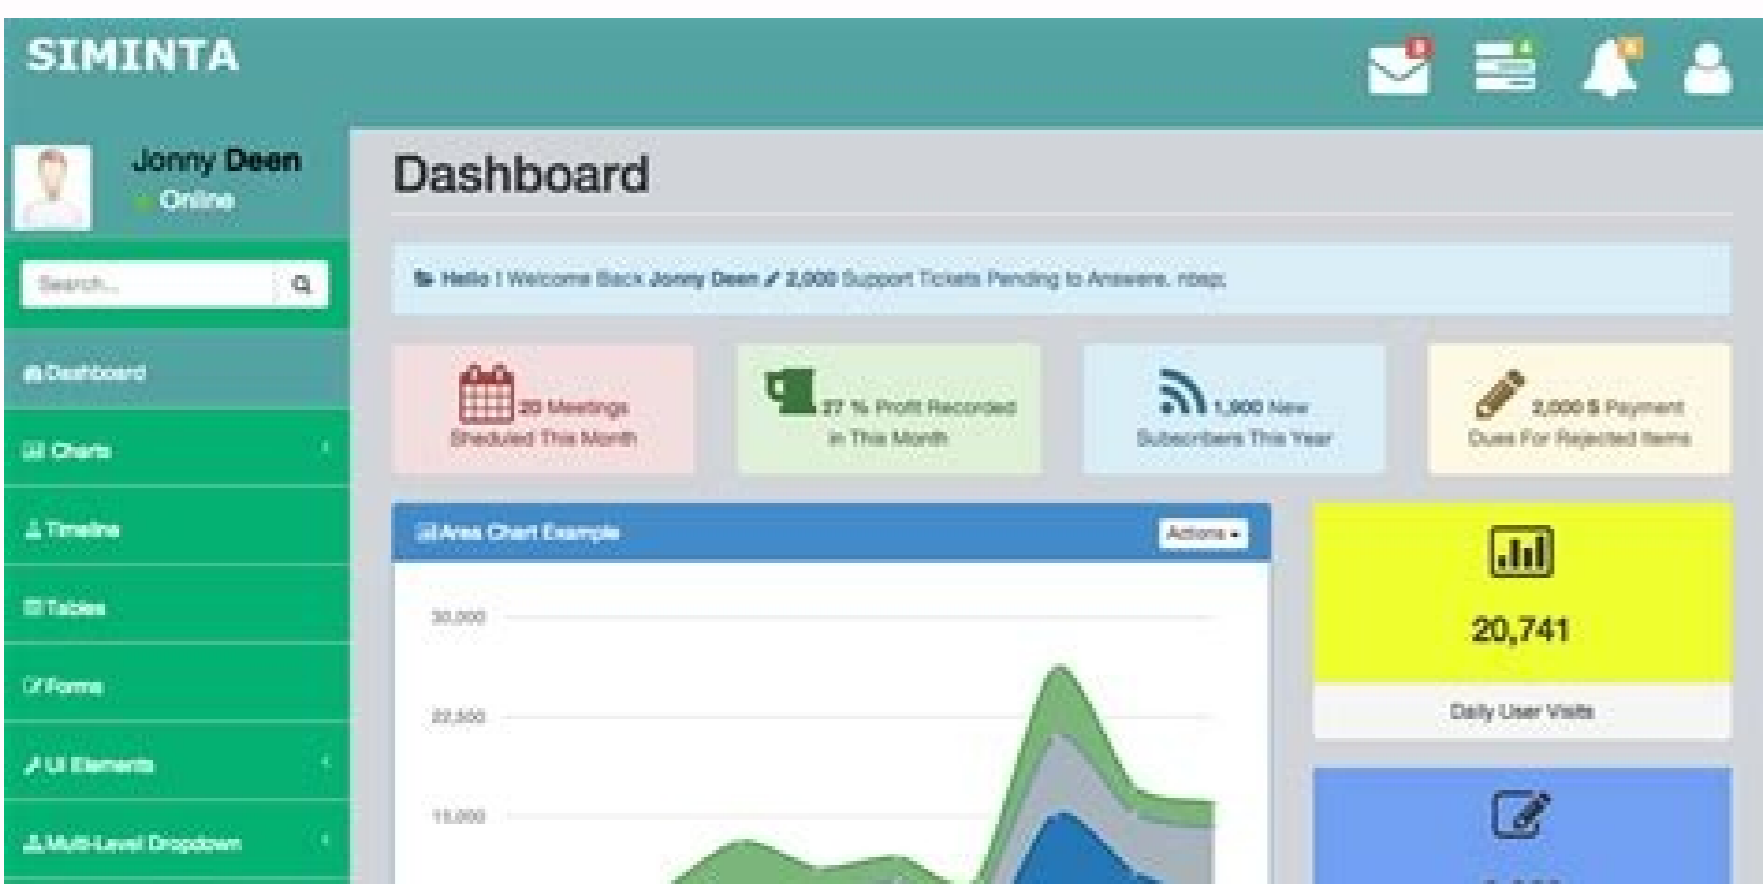 SIMINTA
Jonny Deen
Online
Search...
Dashboard
Charts
Timeline
Tables
Forms
UI Elements
Multi-Level Dropdown
Dashboard
Hello ! Welcome Back Jonny Deen 2,000 Support Tickets Pending to Answere. nbsp;
20 Meetings
Sheduled This Month
27 % Profit Recorded
in This Month
1,900 New
Subscribers This Year
2,000 $ Payment
Dues For Rejected Items
Area Chart Example
Actions
30,000
22,500
15,000
20,741
Daily User Visits